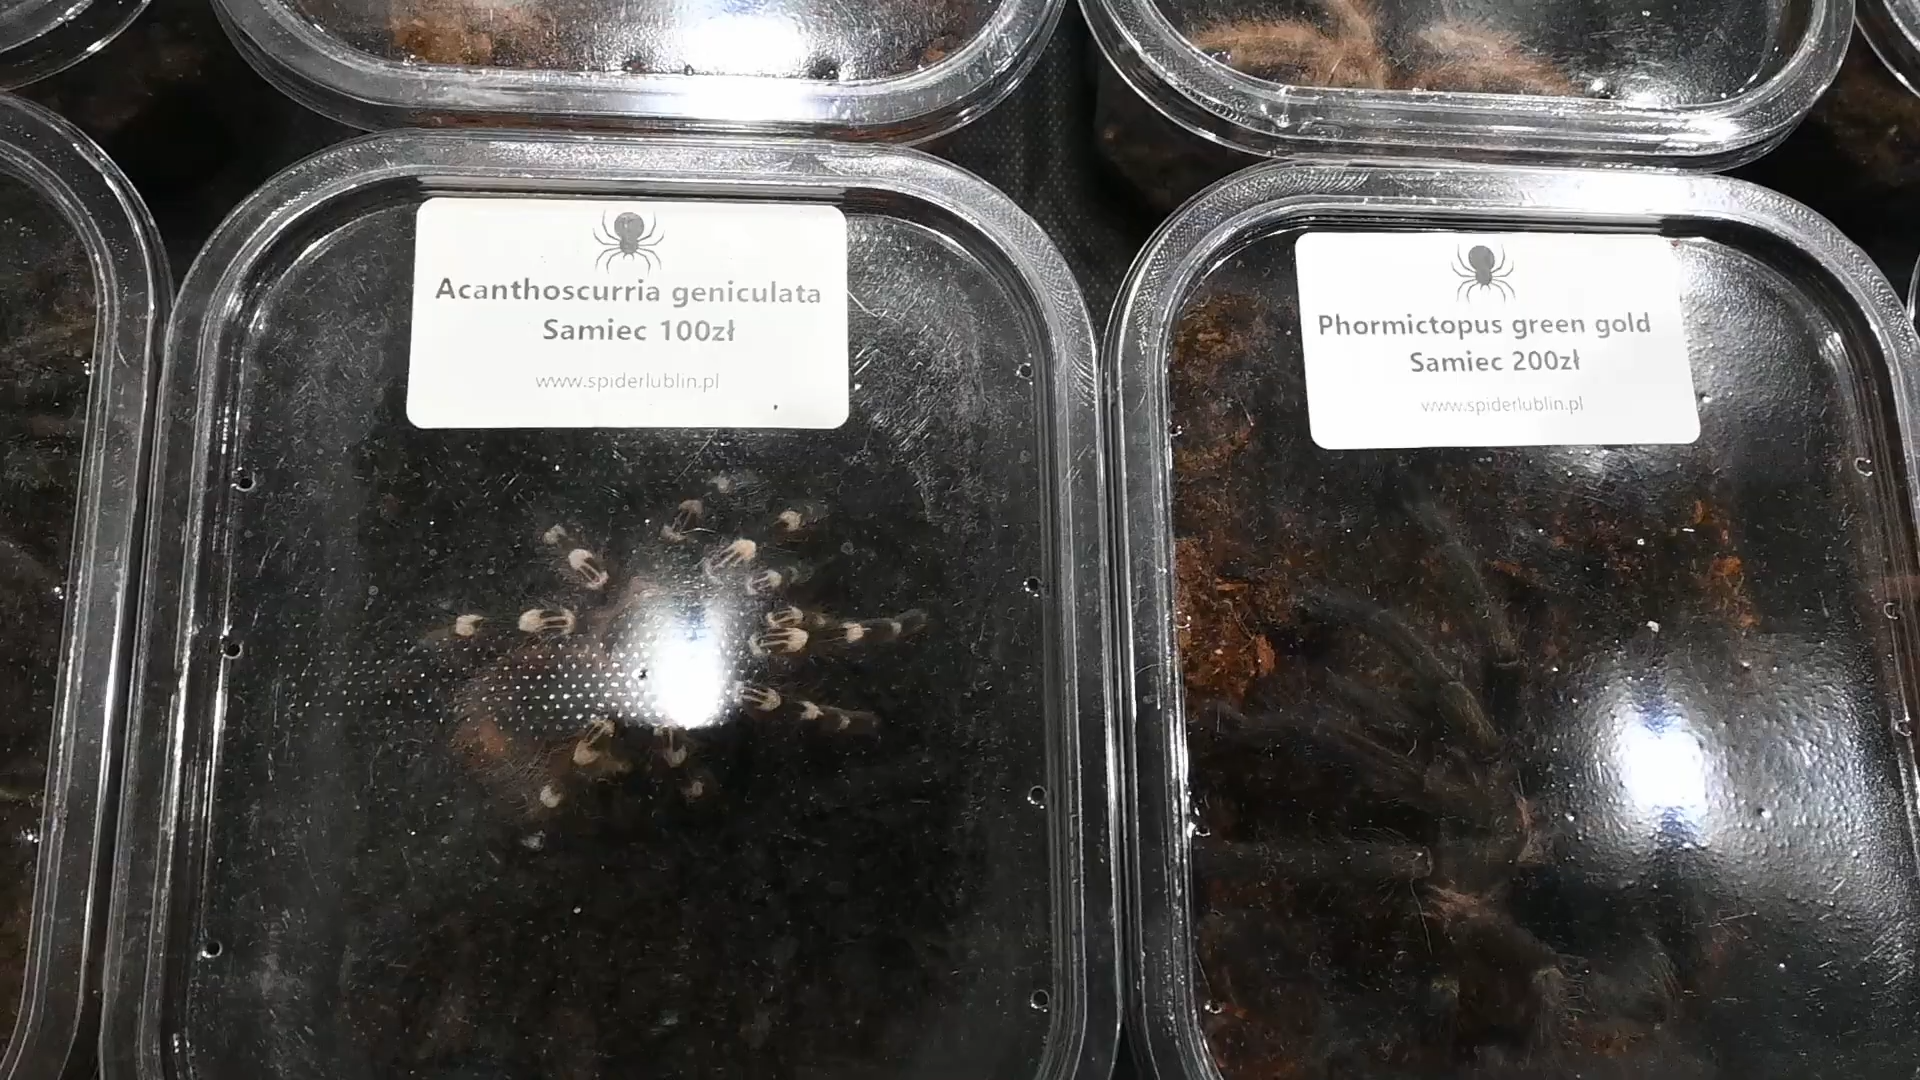 Acanthoscurria geniculata
Samiec 100zł
www.spiderlublin.pl
Phormictopus green gold
Samiec 200zł
www.spiderlublin.pl